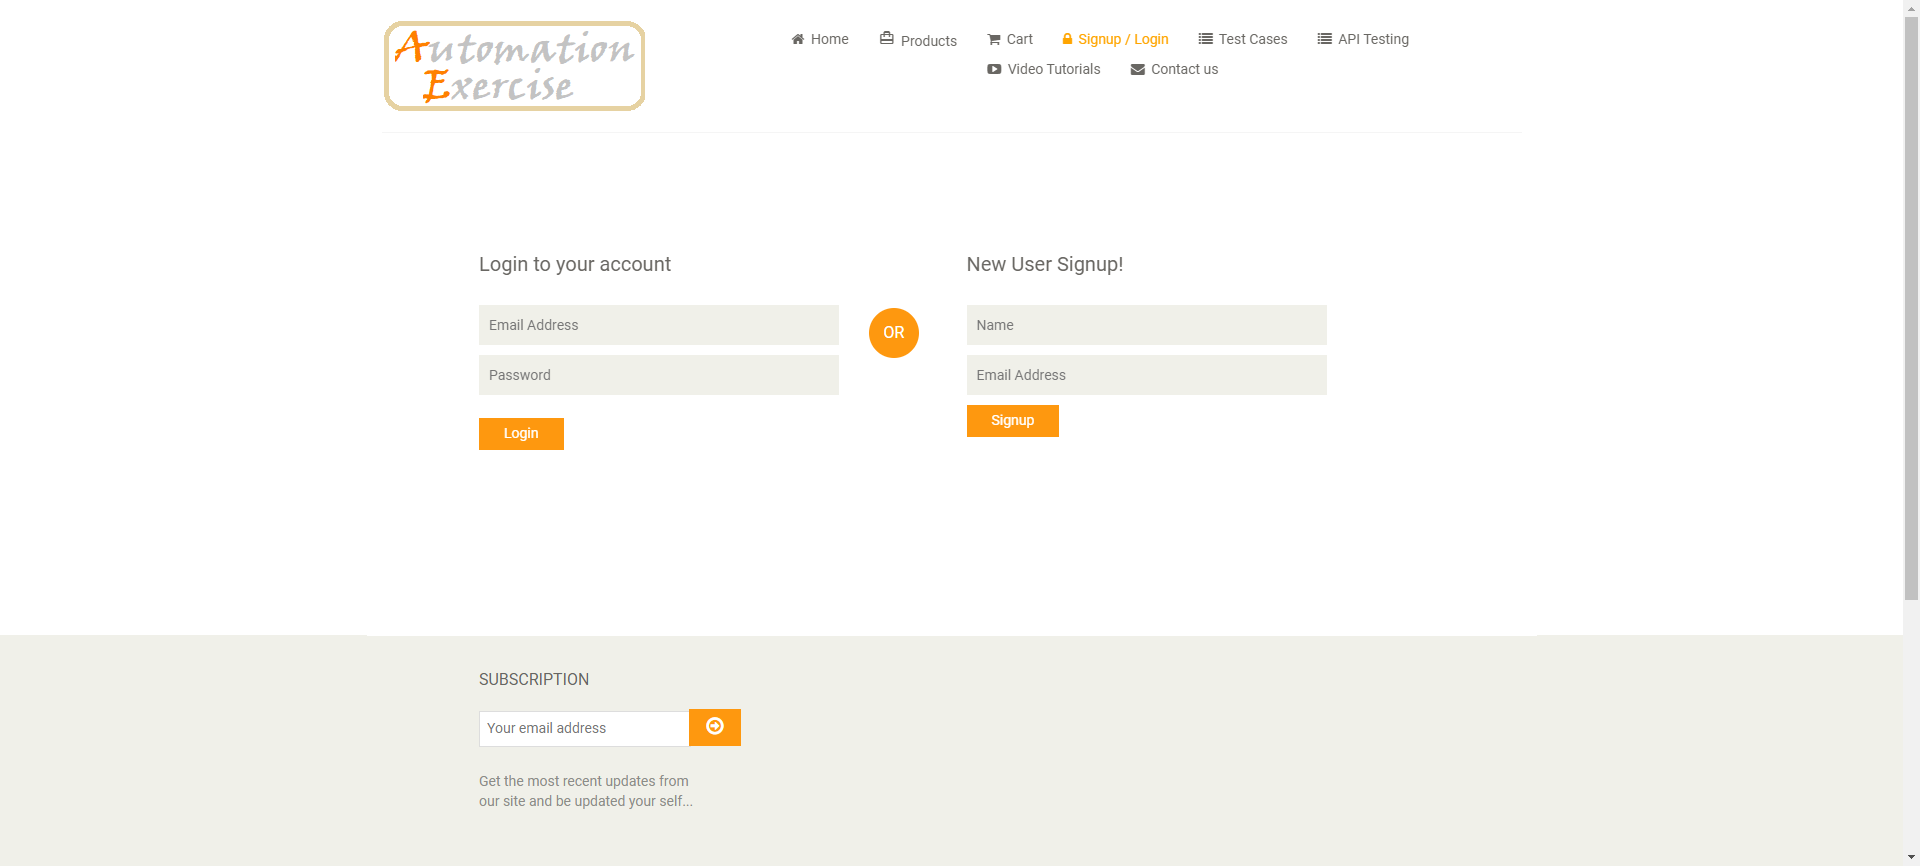 Automation
Exercise
Home
Products
Cart
Signup / Login
Test Cases
API Testing
Video Tutorials
Contact us
Login to your account
Email Address
Password
Login
OR
New User Signup!
Name
Email Address
Signup
SUBSCRIPTION
Your email address
Get the most recent updates from
our site and be updated your self...